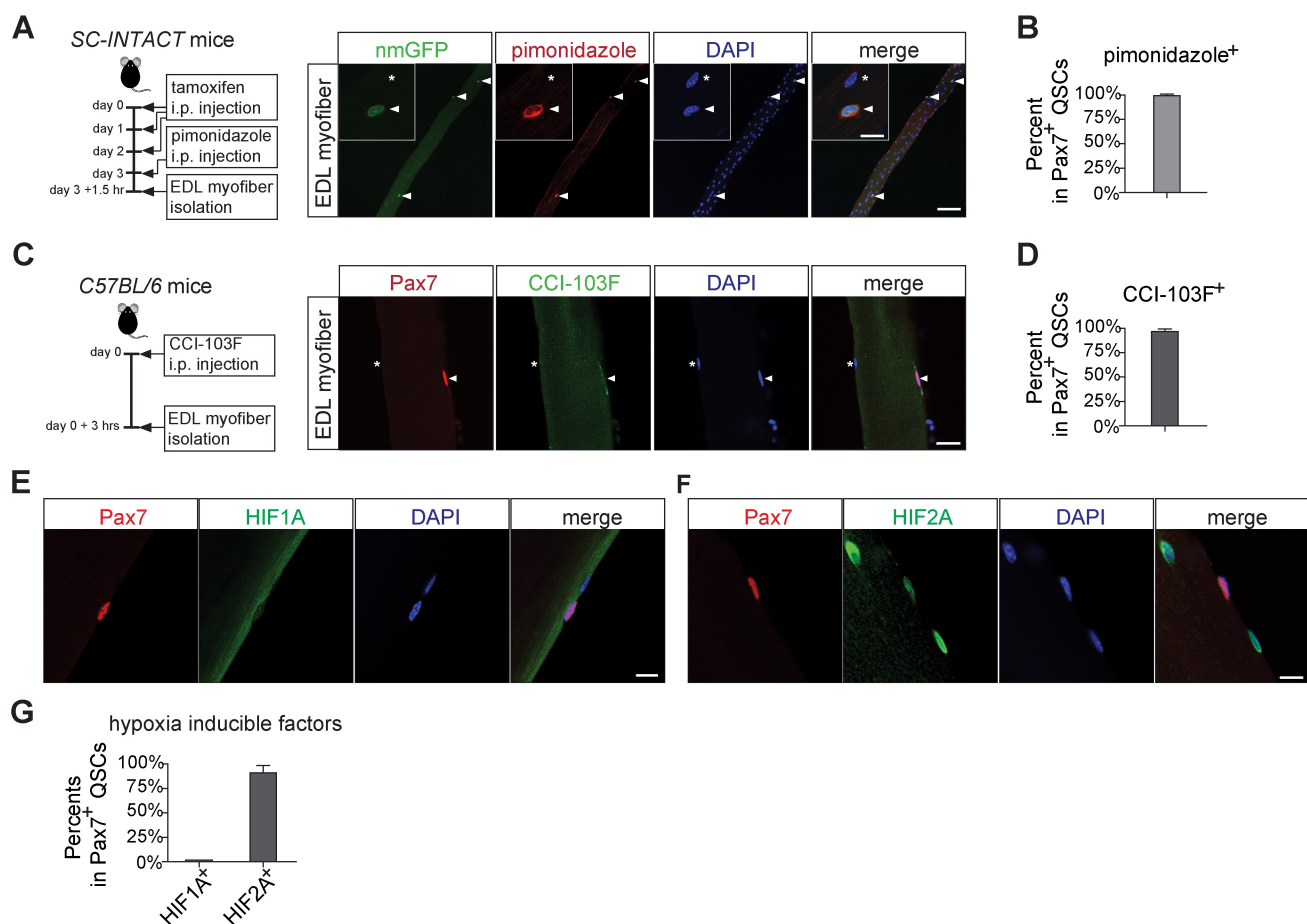 A
SC-INTACT mice
day 0
day 1
day 2
day 3
day 3 +1.5 hr
tamoxifen
i.p. injection
pimonidazole
i.p. injection
EDL myofiber
isolation
nmGFP
pimonidazole
DAPI
merge
EDL myofiber
*
*
*
*
B
pimonidazole+
Percent
in Pax7+ QSCs
100%
75%
50%
25%
0%
C
C57BL/6 mice
day 0
day 0 + 3 hrs
CCI-103F
i.p. injection
EDL myofiber
isolation
Pax7
CCI-103F
DAPI
merge
EDL myofiber
*
*
*
*
D
CCI-103F+
Percent
in Pax7+ QSCs
100%
75%
50%
25%
0%
E
Pax7
HIF1A
DAPI
merge
F
Pax7
HIF2A
DAPI
merge
G
hypoxia inducible factors
Percents
in Pax7+ QSCs
100%
75%
50%
25%
0%
HIF1A+
HIF2A+